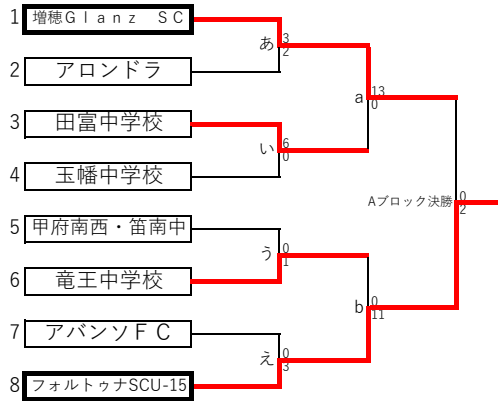 1 増穂Ｇｌａｎｚ　ＳＣ
あ 3
2
2 アロンドラ
a 13
0
3 田富中学校
い 6
0
4 玉幡中学校
Aブロック決勝 0
2
5 甲府南西・笛南中
う 0
1
6 竜王中学校
b 0
11
7 アバンソＦＣ
え 0
3
8 フォルトゥナSCU-15